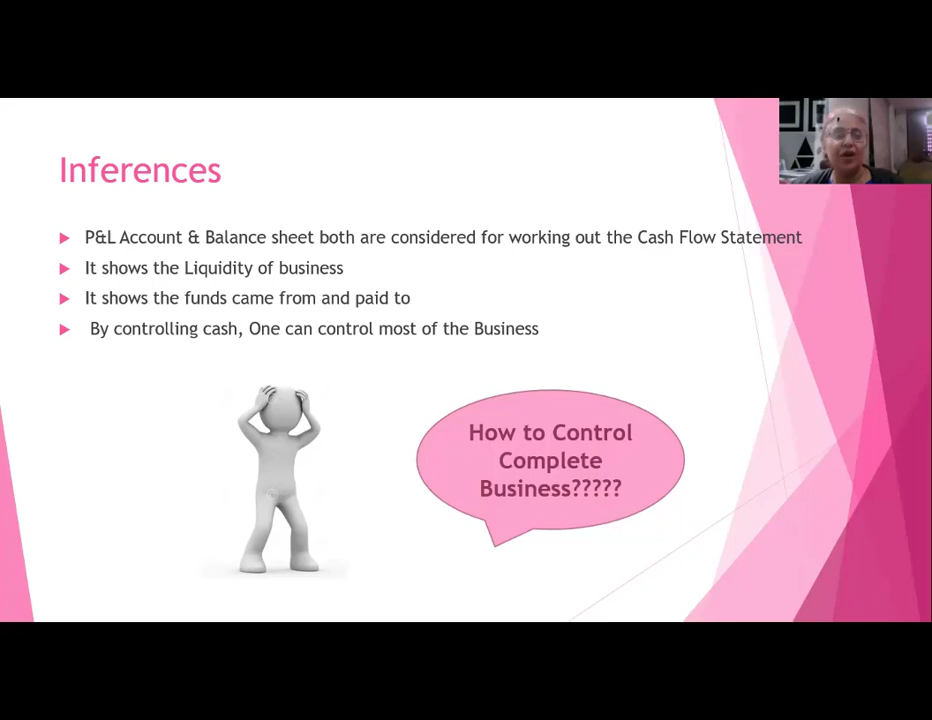 Inferences
P&L Account & Balance sheet both are considered for working out the Cash Flow Statement
It shows the Liquidity of business
It shows the funds came from and paid to
By controlling cash, One can control most of the Business
How to Control
Complete
Business?????